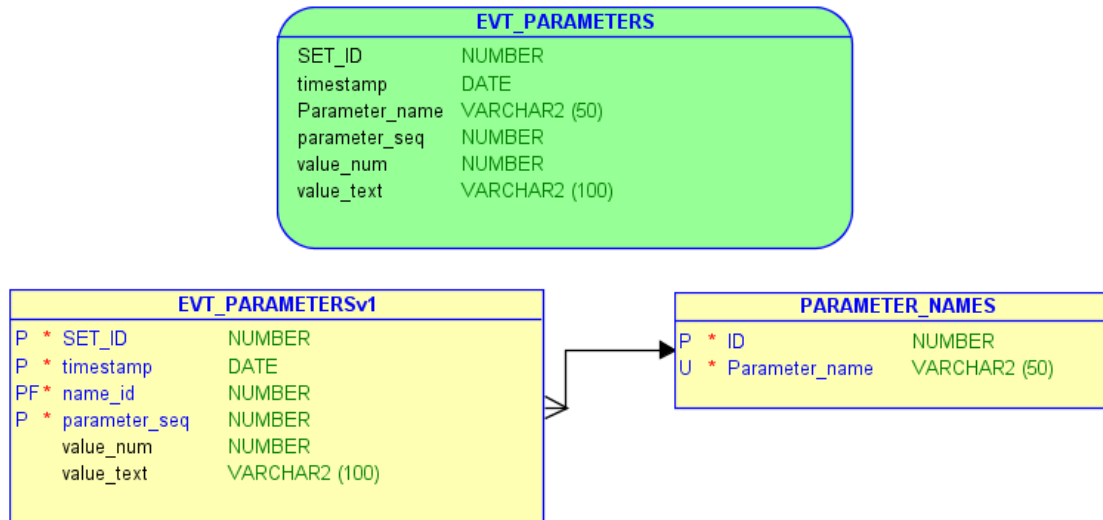 EVT_PARAMETERS
SET_ID NUMBER
timestamp DATE
Parameter_name VARCHAR2 (50)
parameter_seq NUMBER
value_num NUMBER
value_text VARCHAR2 (100)
EVT_PARAMETERSv1
P * SET_ID NUMBER
P * timestamp DATE
PF* name_id NUMBER
P * parameter_seq NUMBER
value_num NUMBER
value_text VARCHAR2 (100)
PARAMETER_NAMES
P * ID NUMBER
U * Parameter_name VARCHAR2 (50)